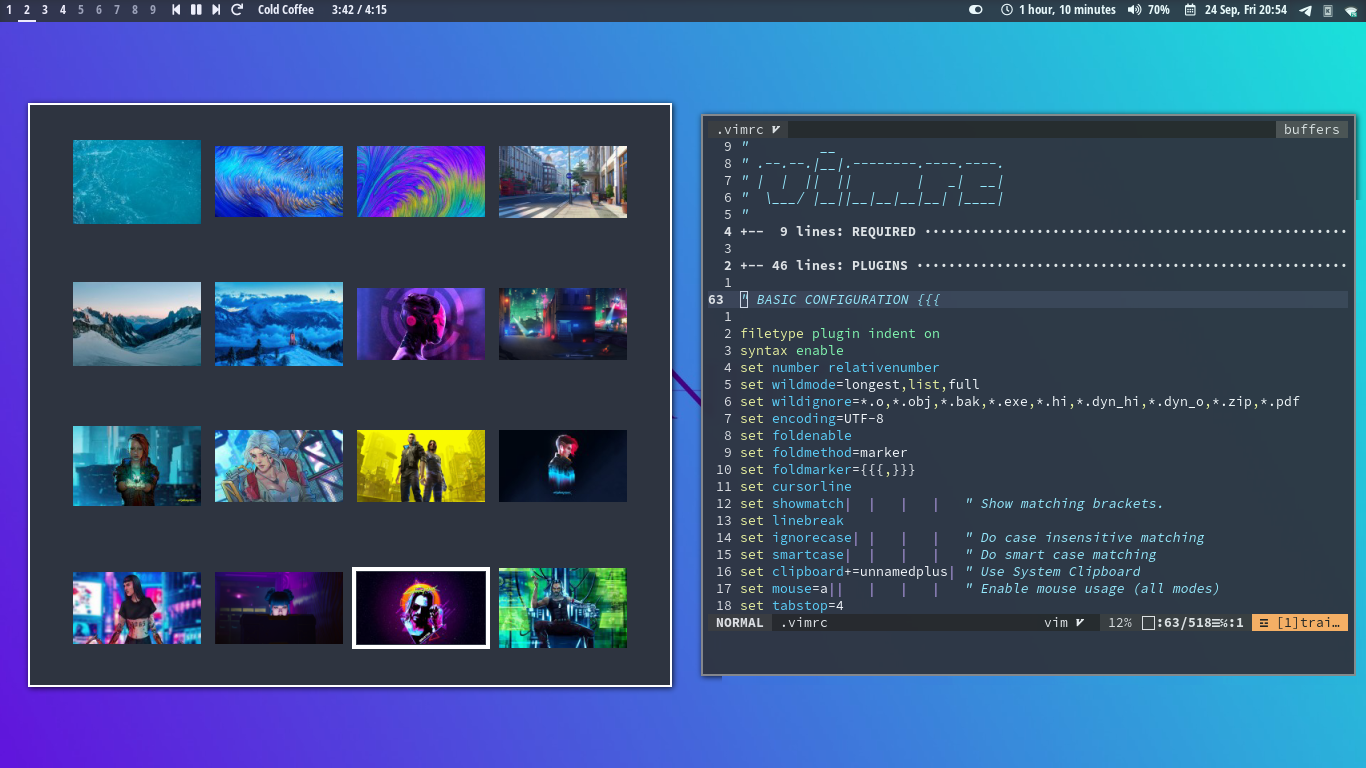 1 2 3 4 5 6 7 8 9 Cold Coffee 3:42 / 4:15
1 hour, 10 minutes 70% 24 Sep, Fri 20:54
.vimrc buffers
9 " __
8 " .--.--.|__|.--------.----.----.
7 " | | || || | _| __|
6 " \___/ |__||__|__|__|__| |____|
5 "
4 +-- 9 lines: REQUIRED ·····················································
3
2 +-- 46 lines: PLUGINS ······················································
1
63 " BASIC CONFIGURATION {{{
1
2 filetype plugin indent on
3 syntax enable
4 set number relativenumber
5 set wildmode=longest,list,full
6 set wildignore=*.o,*.obj,*.bak,*.exe,*.hi,*.dyn_hi,*.dyn_o,*.zip,*.pdf
7 set encoding=UTF-8
8 set foldenable
9 set foldmethod=marker
10 set foldmarker={{{,}}}
11 set cursorline
12 set showmatch| | | | " Show matching brackets.
13 set linebreak
14 set ignorecase| | | | " Do case insensitive matching
15 set smartcase| | | | " Do smart case matching
16 set clipboard+=unnamedplus| " Use System Clipboard
17 set mouse=a|| | | | " Enable mouse usage (all modes)
18 set tabstop=4
NORMAL .vimrc vim 12% :63/518≡%:1 [1]trai…